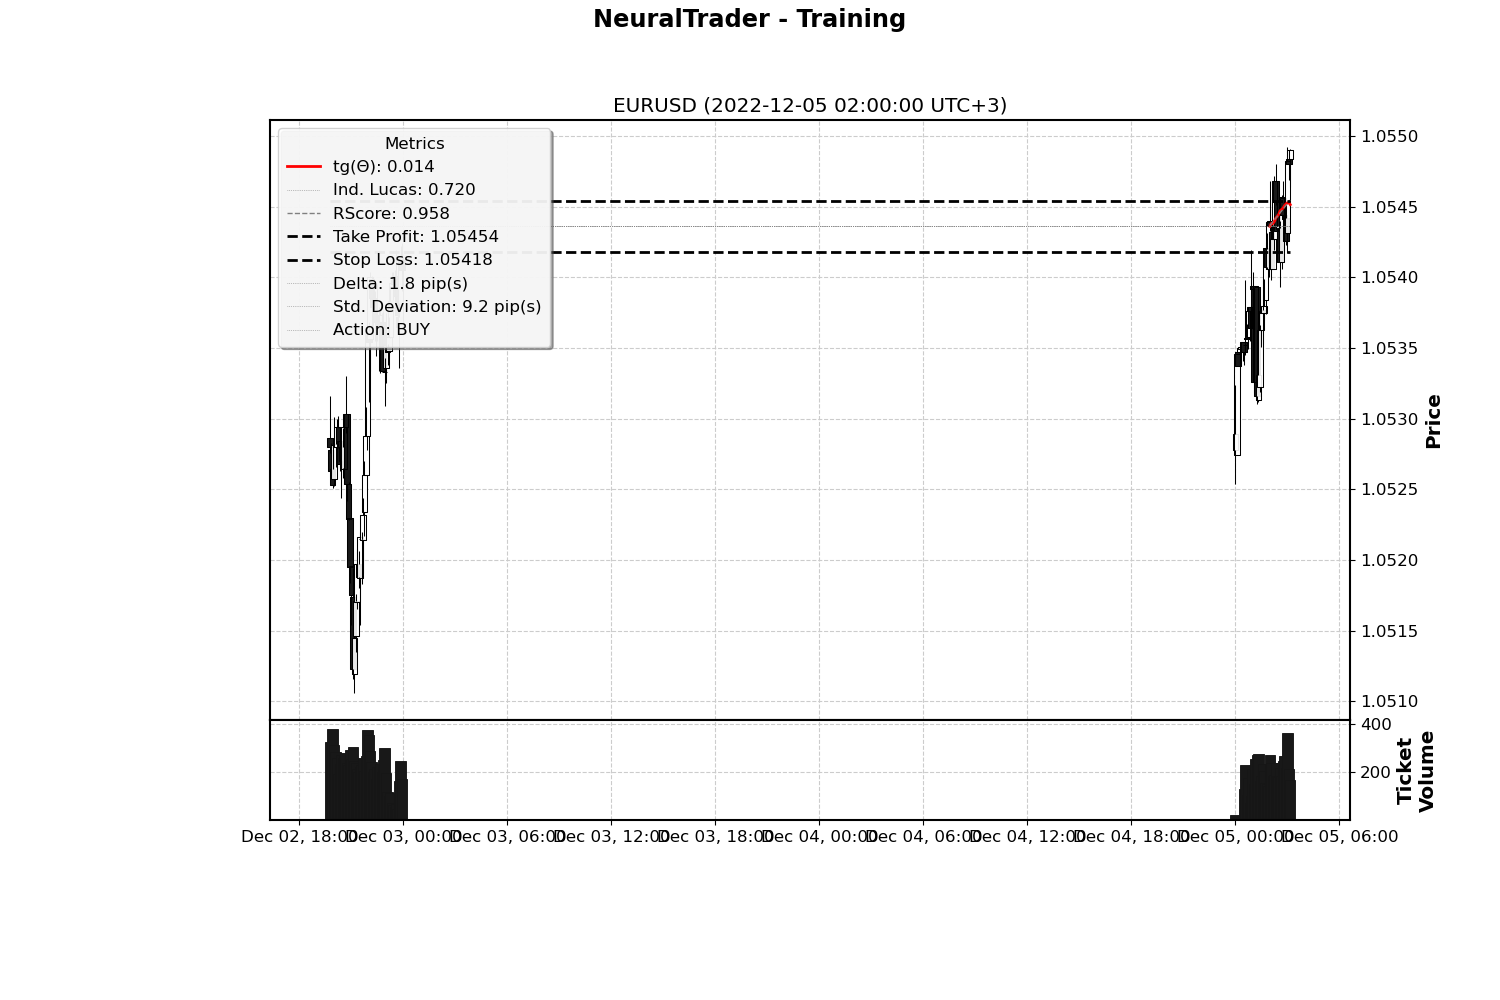 NeuralTrader - Training
EURUSD (2022-12-05 02:00:00 UTC+3)
Metrics
tg(Θ): 0.014
Ind. Lucas: 0.720
RScore: 0.958
Take Profit: 1.05454
Stop Loss: 1.05418
Delta: 1.8 pip(s)
Std. Deviation: 9.2 pip(s)
Action: BUY
1.0550
1.0545
1.0540
1.0535
1.0530
1.0525
1.0520
1.0515
1.0510
Price
400
200
Ticket
Volume
Dec 02, 18:00
Dec 03, 00:00
Dec 03, 06:00
Dec 03, 12:00
Dec 03, 18:00
Dec 04, 00:00
Dec 04, 06:00
Dec 04, 12:00
Dec 04, 18:00
Dec 05, 00:00
Dec 05, 06:00